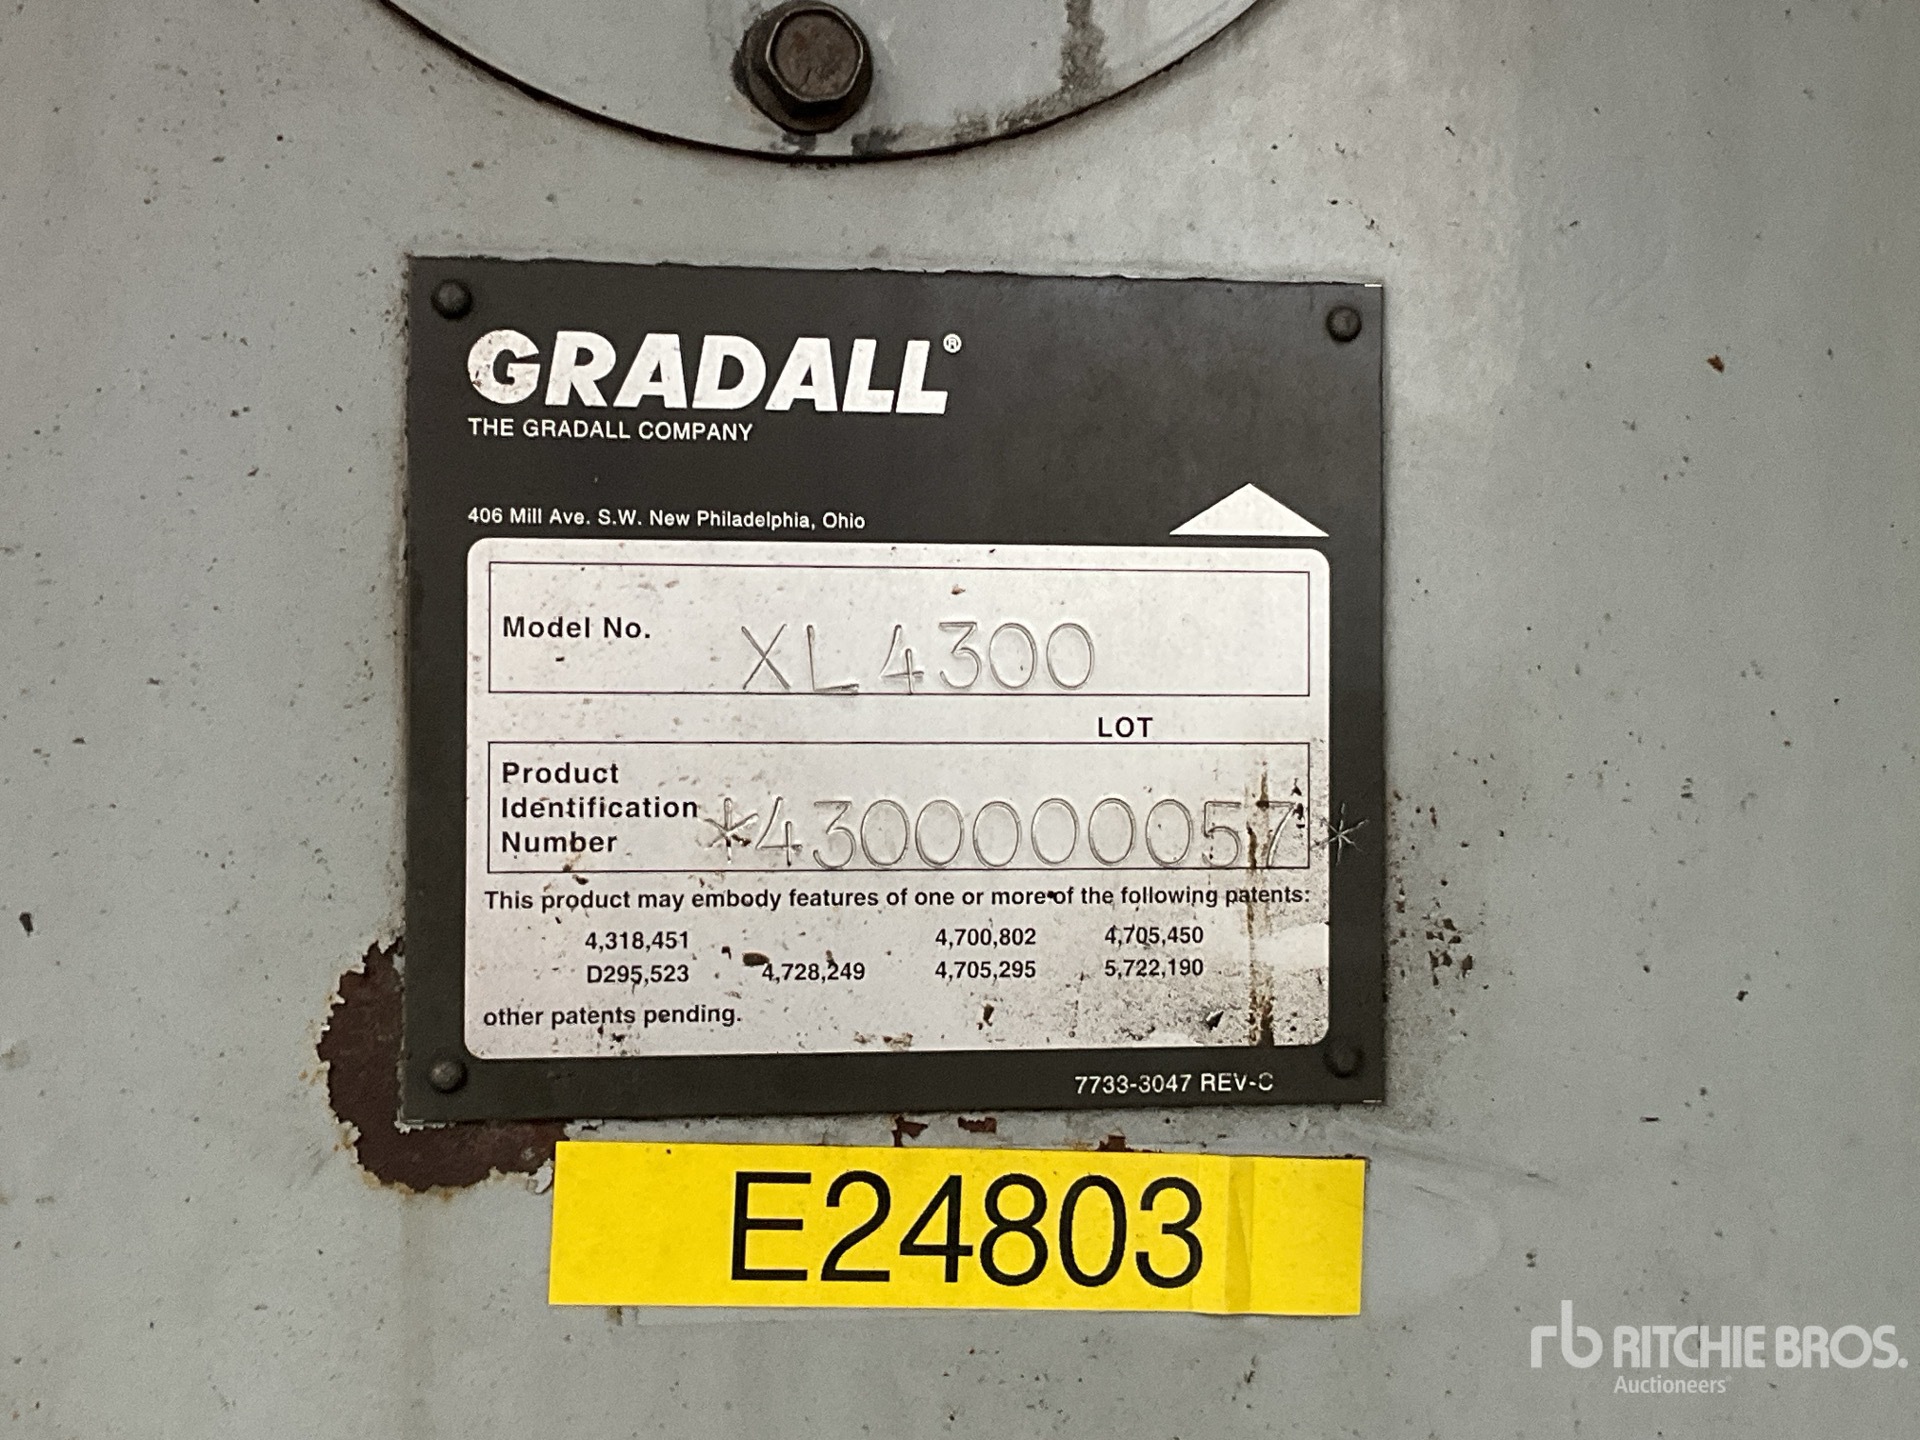 GRADALL®
THE GRADALL COMPANY
406 Mill Ave. S.W. New Philadelphia, Ohio
Model No. XL4300
LOT
Product
Identification
Number *4300000057*
This product may embody features of one or more of the following patents:
4,318,451 4,700,802 4,705,450
D295,523 4,728,249 4,705,295 5,722,190
other patents pending.
7733-3047 REV-C
E24803
rb RITCHIE BROS.
Auctioneers